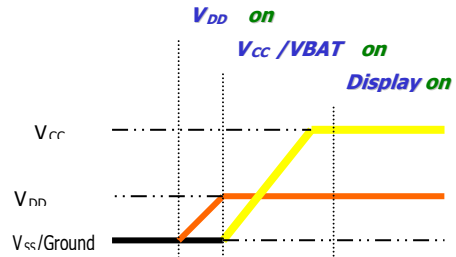 VDD on
VCC /VBAT on
Display on
VCC
VDD
VSS/Ground